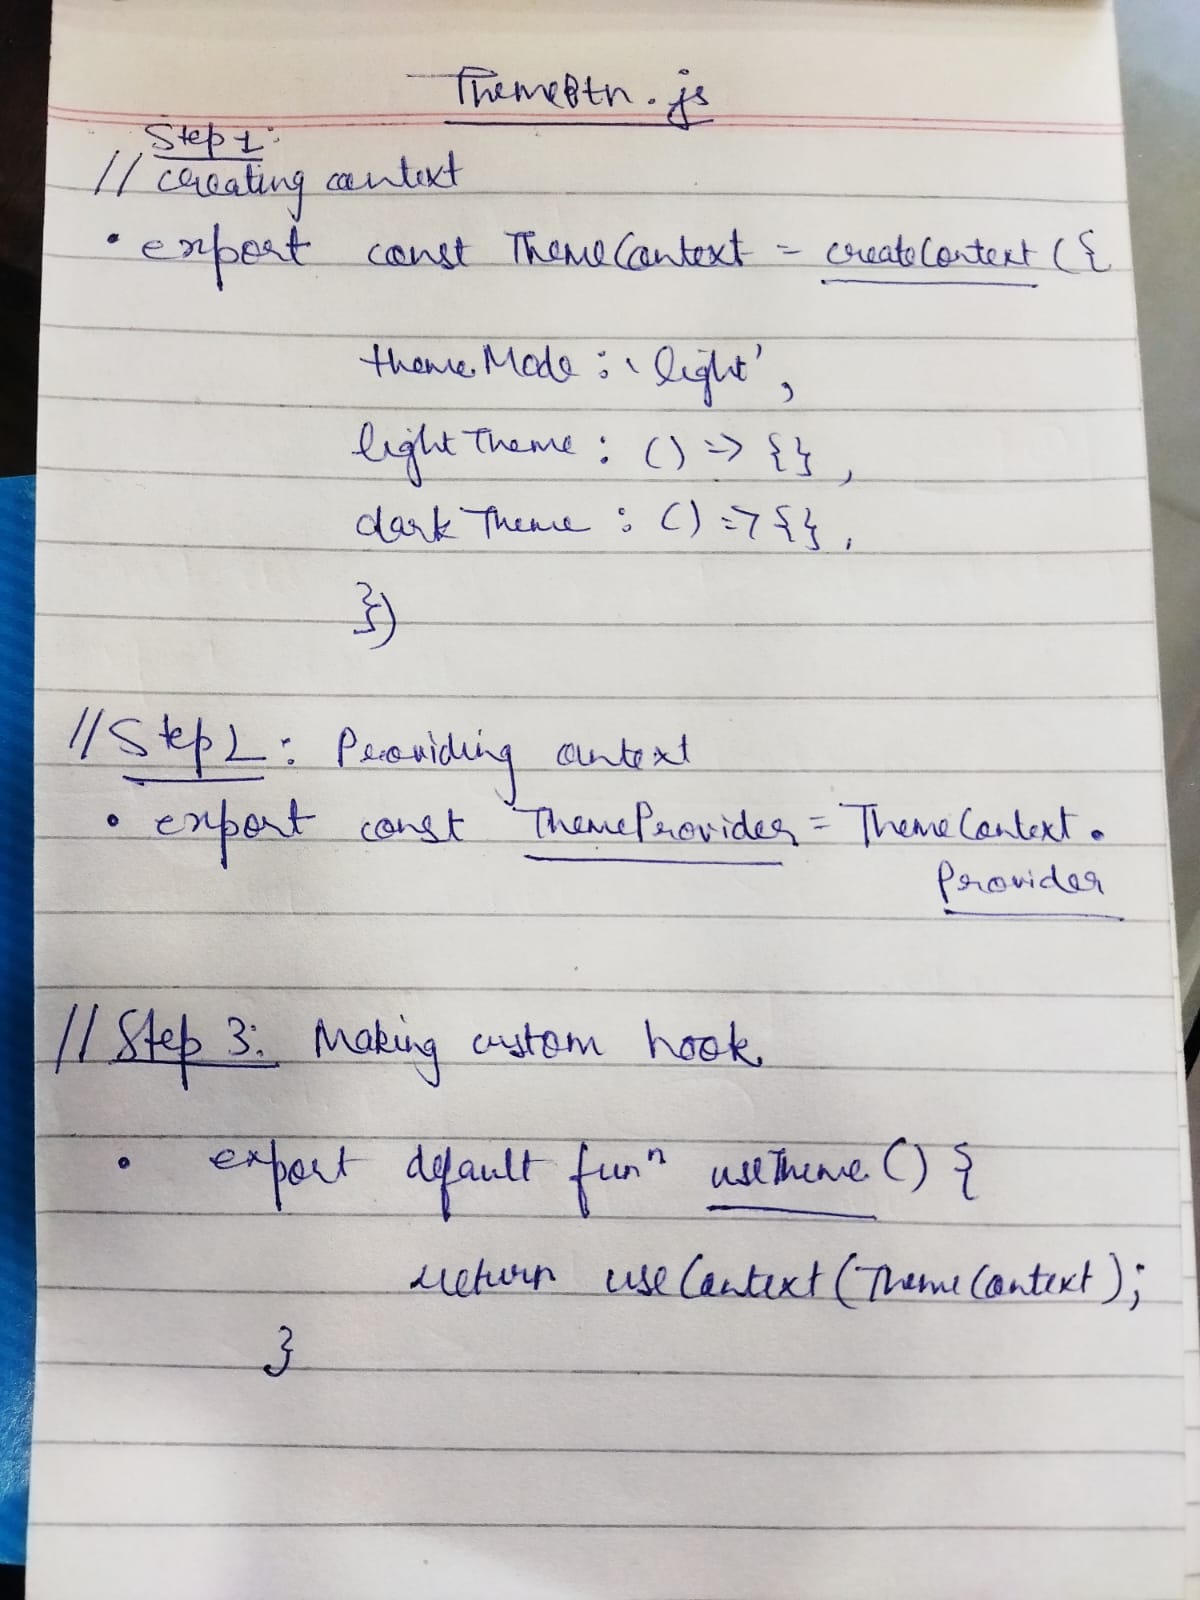 ThemeBtn.js
Step 1:
// creating context
• export const ThemeContext = createContext({
themeMode : 'light',
lightTheme : () => {},
darkTheme : () => {},
})
// Step 2 : Providing context
• export const ThemeProvider = ThemeContext.
Provider
// Step 3: Making custom hook
• export default funⁿ useTheme() {
return useContext(ThemeContext);
}